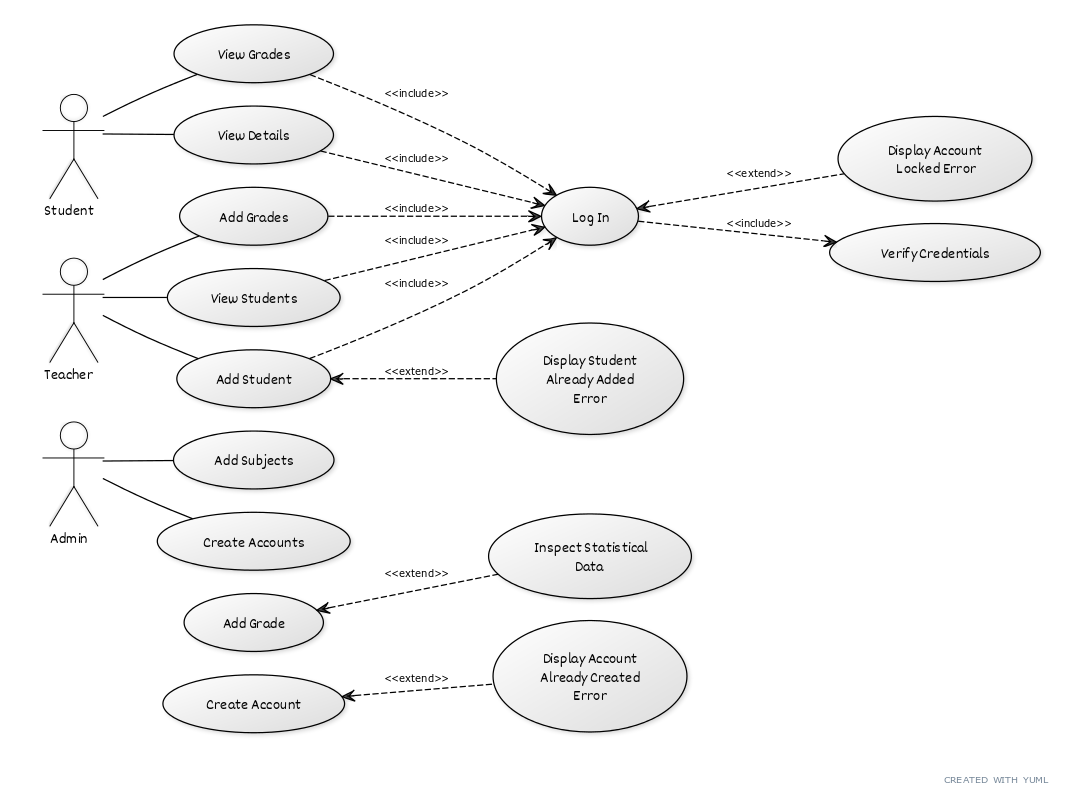 View Grades
<<include>>
Student
View Details
<<include>>
Display Account
Locked Error
<<extend>>
Add Grades
<<include>>
Log In
<<include>>
Verify Credentials
<<include>>
Teacher
View Students
<<include>>
Add Student
<<extend>>
Display Student
Already Added
Error
Admin
Add Subjects
Create Accounts
Inspect Statistical
Data
<<extend>>
Add Grade
Display Account
Already Created
Error
<<extend>>
Create Account
CREATED WITH YUML